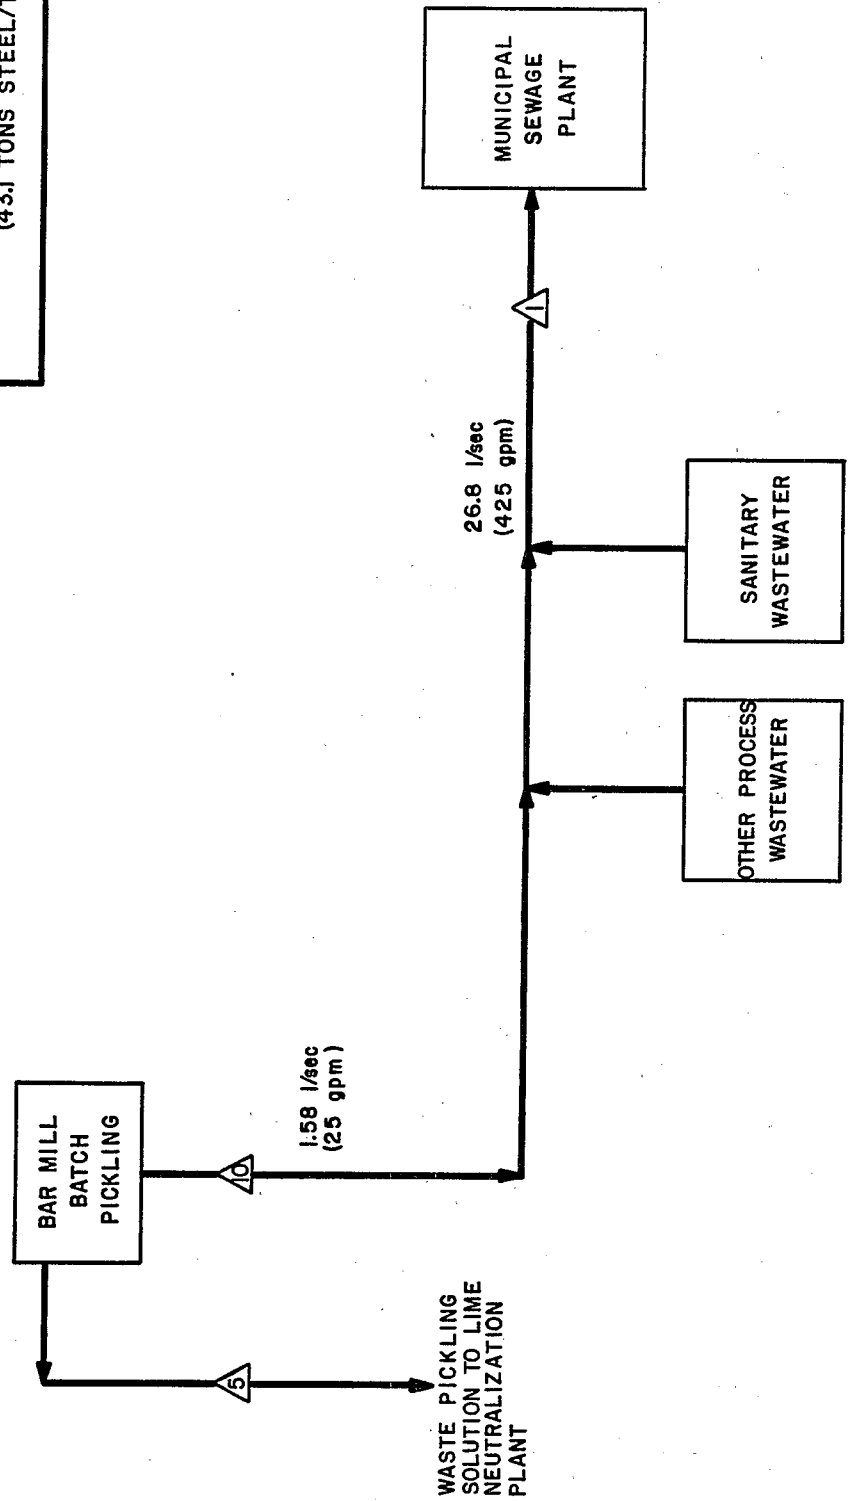 (43.1 TONS STEEL/
BAR MILL
BATCH
PICKLING
5
10
1.58 l/sec
(25 gpm)
WASTE PICKLING
SOLUTION TO LIME
NEUTRALIZATION
PLANT
26.8 l/sec
(425 gpm)
1
MUNICIPAL
SEWAGE
PLANT
OTHER PROCESS
WASTEWATER
SANITARY
WASTEWATER